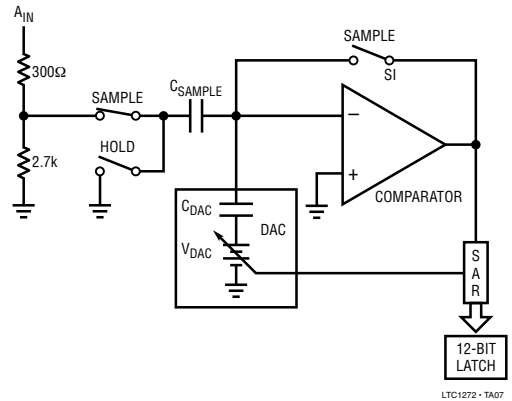 A_IN
300Ω
SAMPLE
C_SAMPLE
SAMPLE
SI
HOLD
2.7k
–
+
COMPARATOR
C_DAC
DAC
V_DAC
S
A
R
12-BIT
LATCH
LTC1272 • TA07